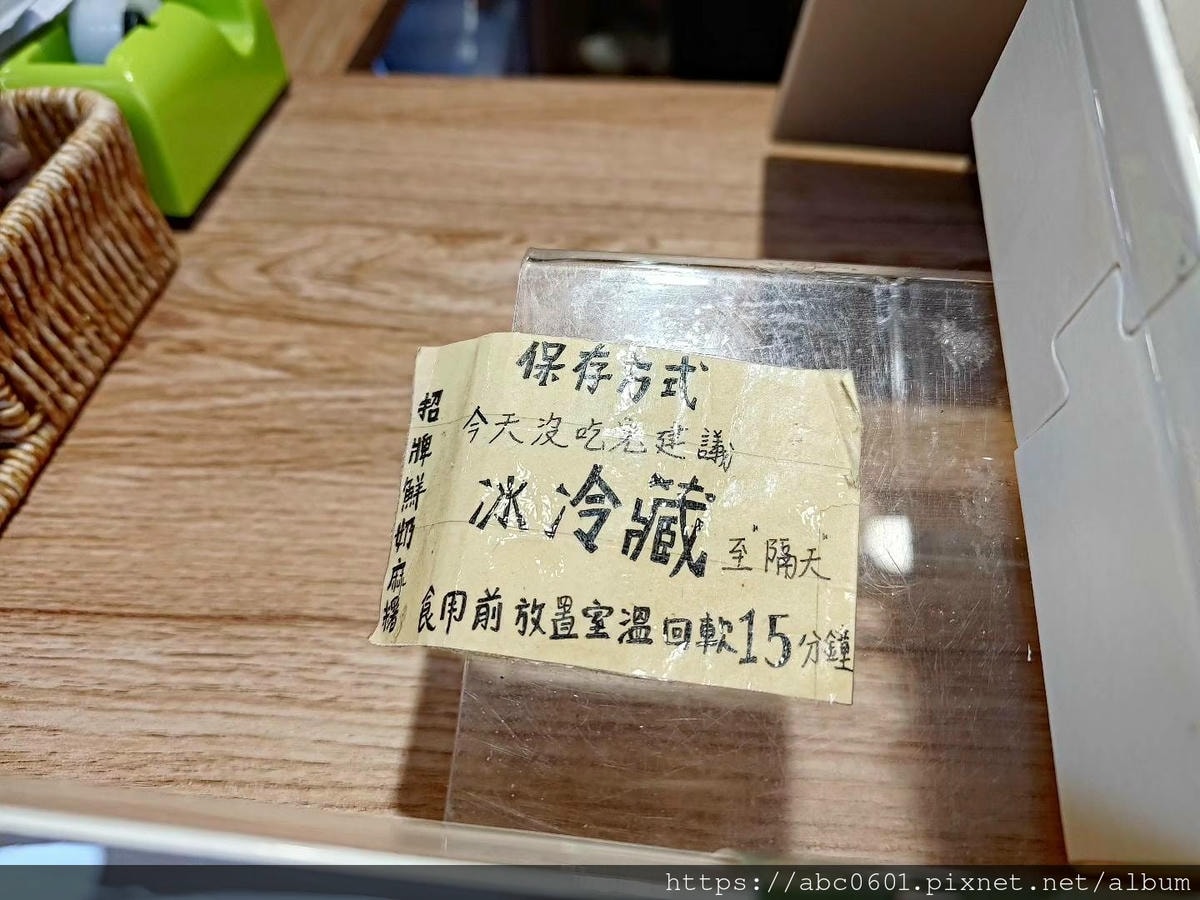 保存方式
招牌鮮奶麻糬
今天沒吃完建議
冰冷藏至"隔天"
食用前放置室溫回軟15分鐘
https://abc0601.pixnet.net/album